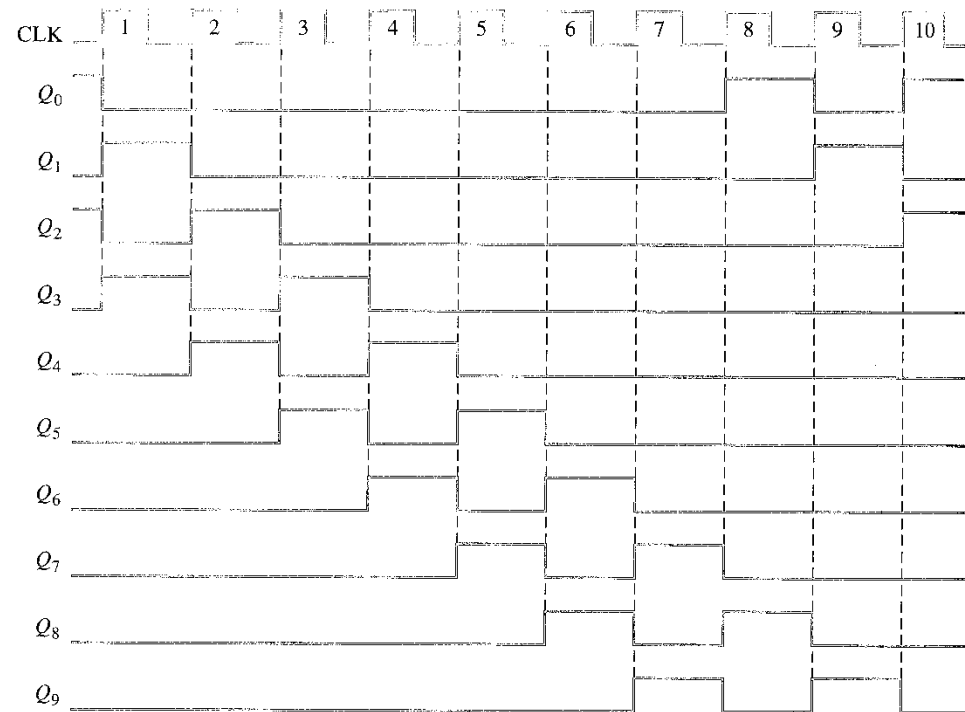 CLK 1 2 3 4 5 6 7 8 9 10
Q₀
Q₁
Q₂
Q₃
Q₄
Q₅
Q₆
Q₇
Q₈
Q₉